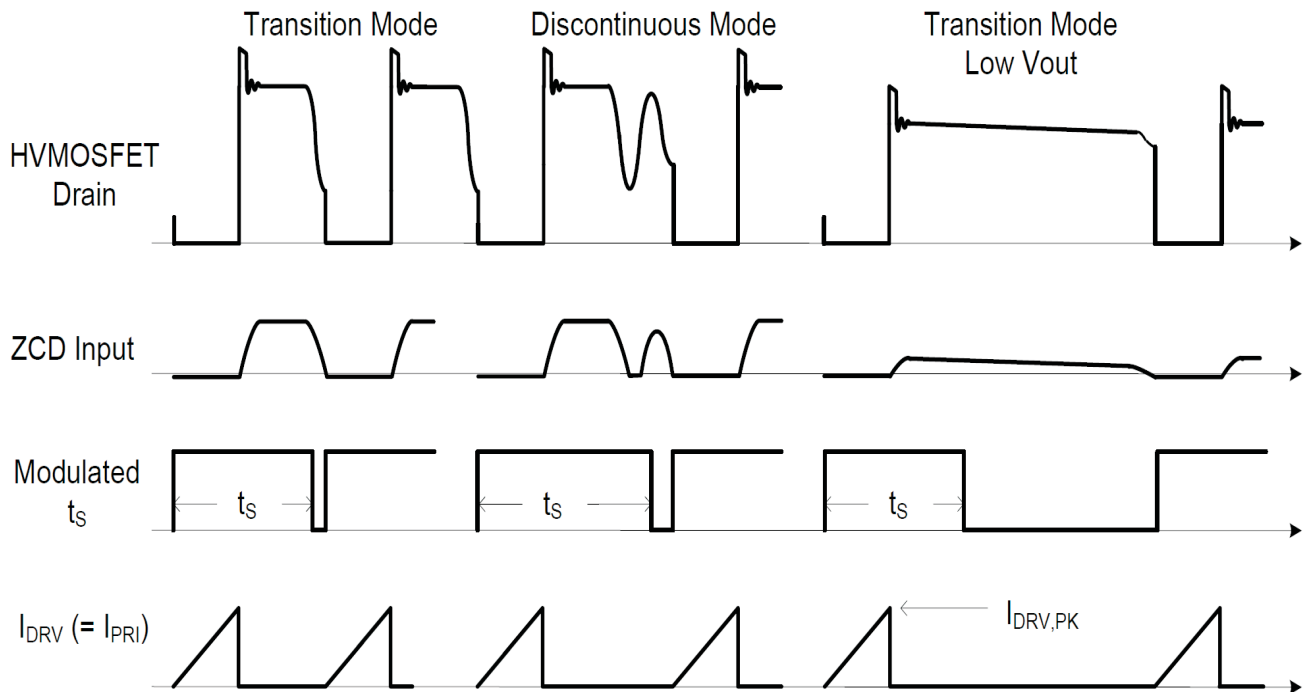 Transition Mode
Discontinuous Mode
Transition Mode
Low Vout
HVMOSFET
Drain
ZCD Input
Modulated
tS
tS
tS
tS
IDRV (= IPRI)
IDRV,PK